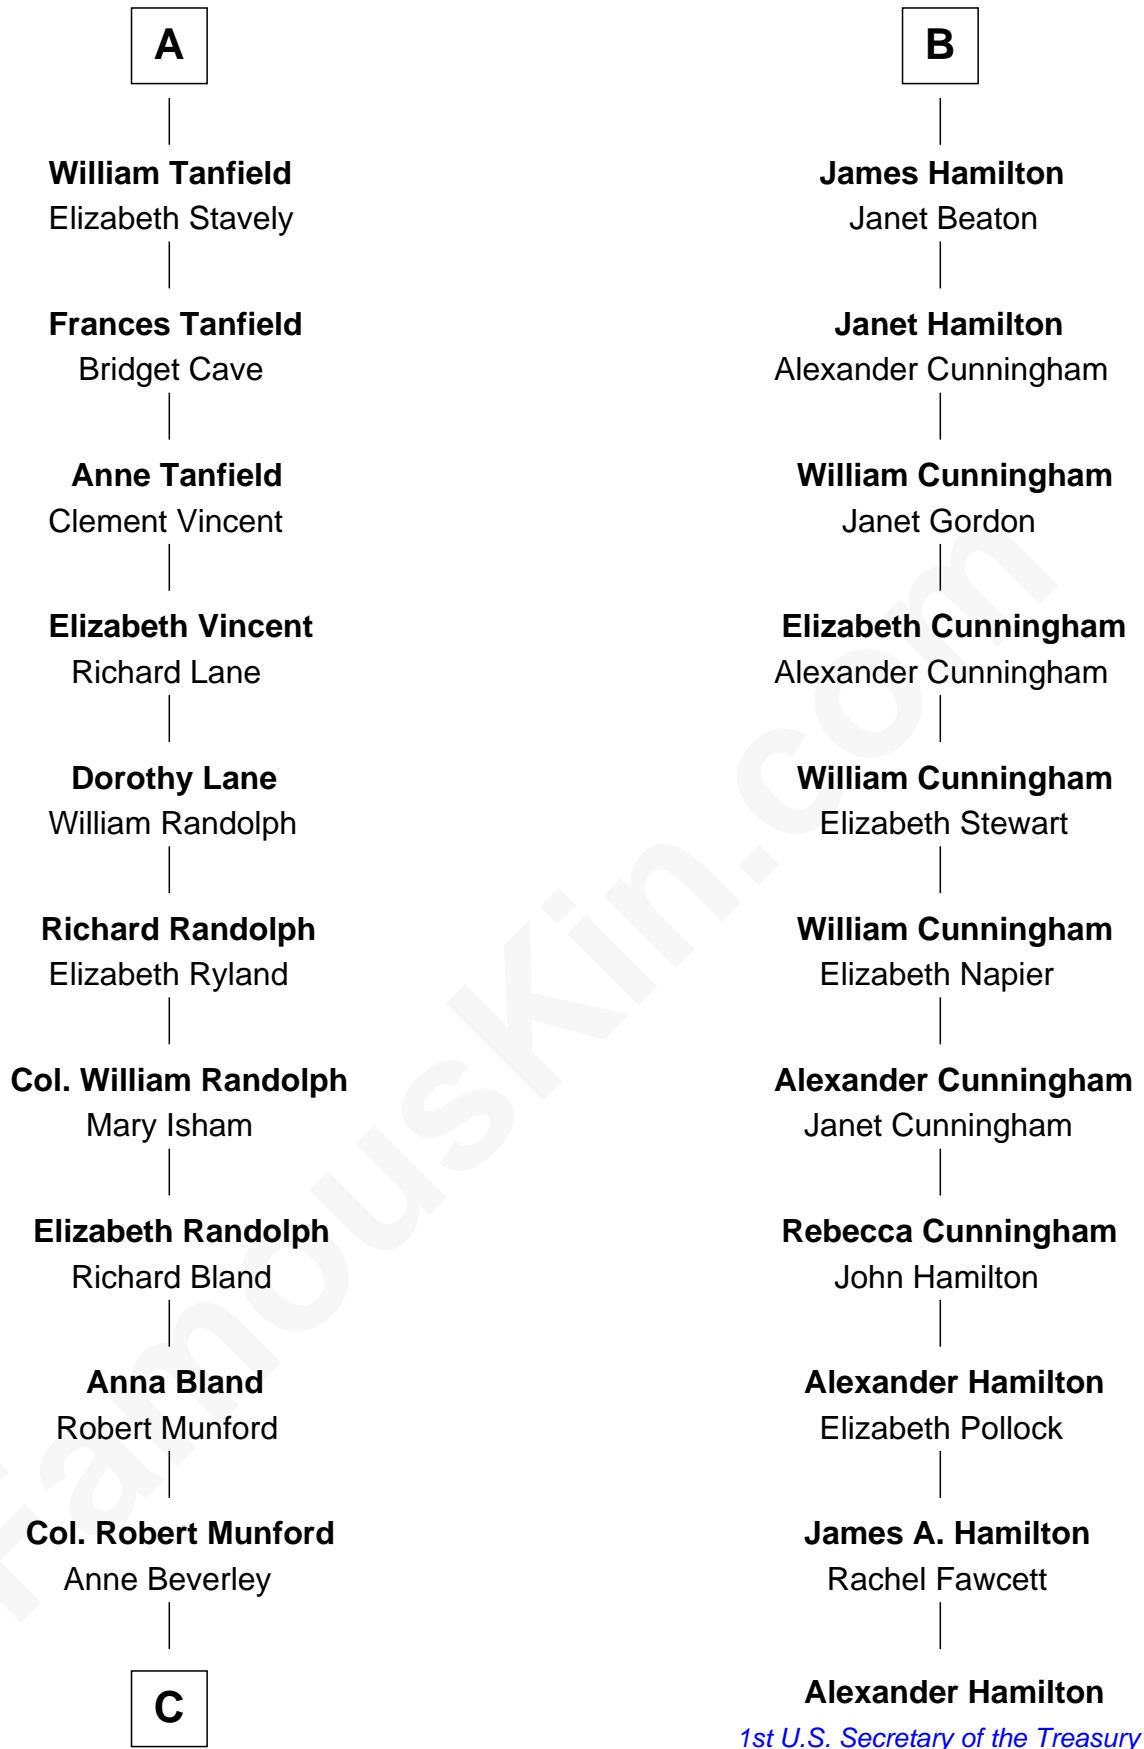 A
William Tanfield
Elizabeth Stavely
Frances Tanfield
Bridget Cave
Anne Tanfield
Clement Vincent
Elizabeth Vincent
Richard Lane
Dorothy Lane
William Randolph
Richard Randolph
Elizabeth Ryland
Col. William Randolph
Mary Isham
Elizabeth Randolph
Richard Bland
Anna Bland
Robert Munford
Col. Robert Munford
Anne Beverley
C
B
James Hamilton
Janet Beaton
Janet Hamilton
Alexander Cunningham
William Cunningham
Janet Gordon
Elizabeth Cunningham
Alexander Cunningham
William Cunningham
Elizabeth Stewart
William Cunningham
Elizabeth Napier
Alexander Cunningham
Janet Cunningham
Rebecca Cunningham
John Hamilton
Alexander Hamilton
Elizabeth Pollock
James A. Hamilton
Rachel Fawcett
Alexander Hamilton
1st U.S. Secretary of the Treasury
FamousKin.com